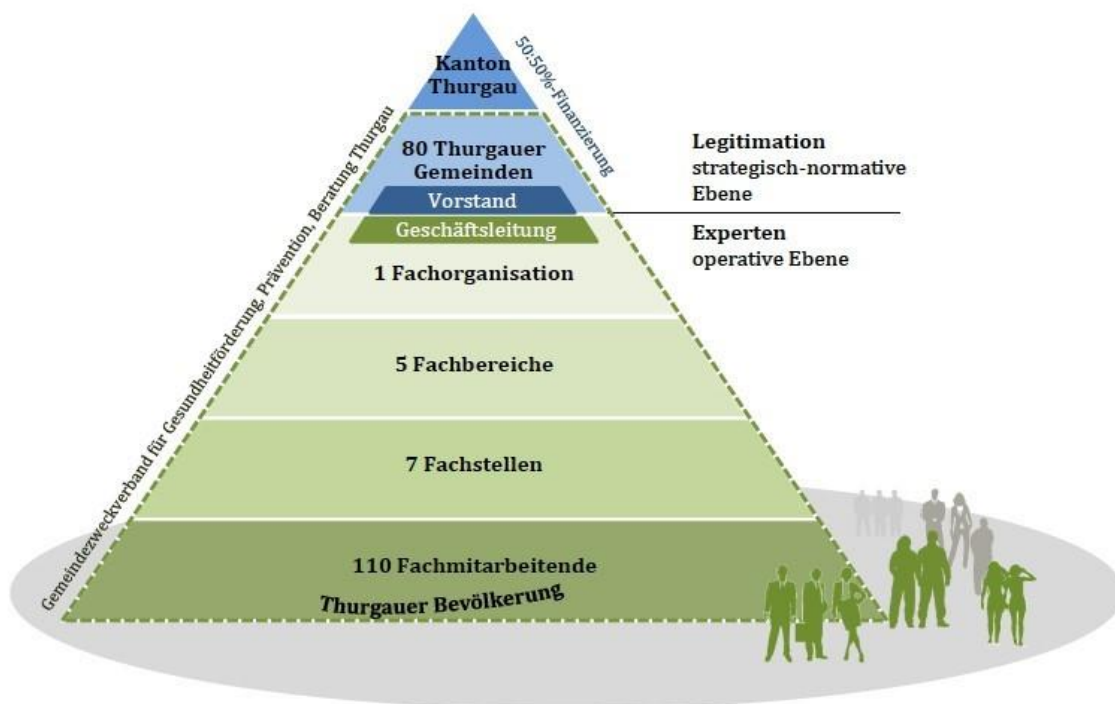 Kanton
Thurgau
50:50%-Finanzierung
Gemeindezweckverband für Gesundheitförderung, Prävention, Beratung Thurgau
80 Thurgauer
Gemeinden
Vorstand
Legitimation
strategisch-normative
Ebene
Geschäftsleitung
Experten
operative Ebene
1 Fachorganisation
5 Fachbereiche
7 Fachstellen
110 Fachmitarbeitende
Thurgauer Bevölkerung